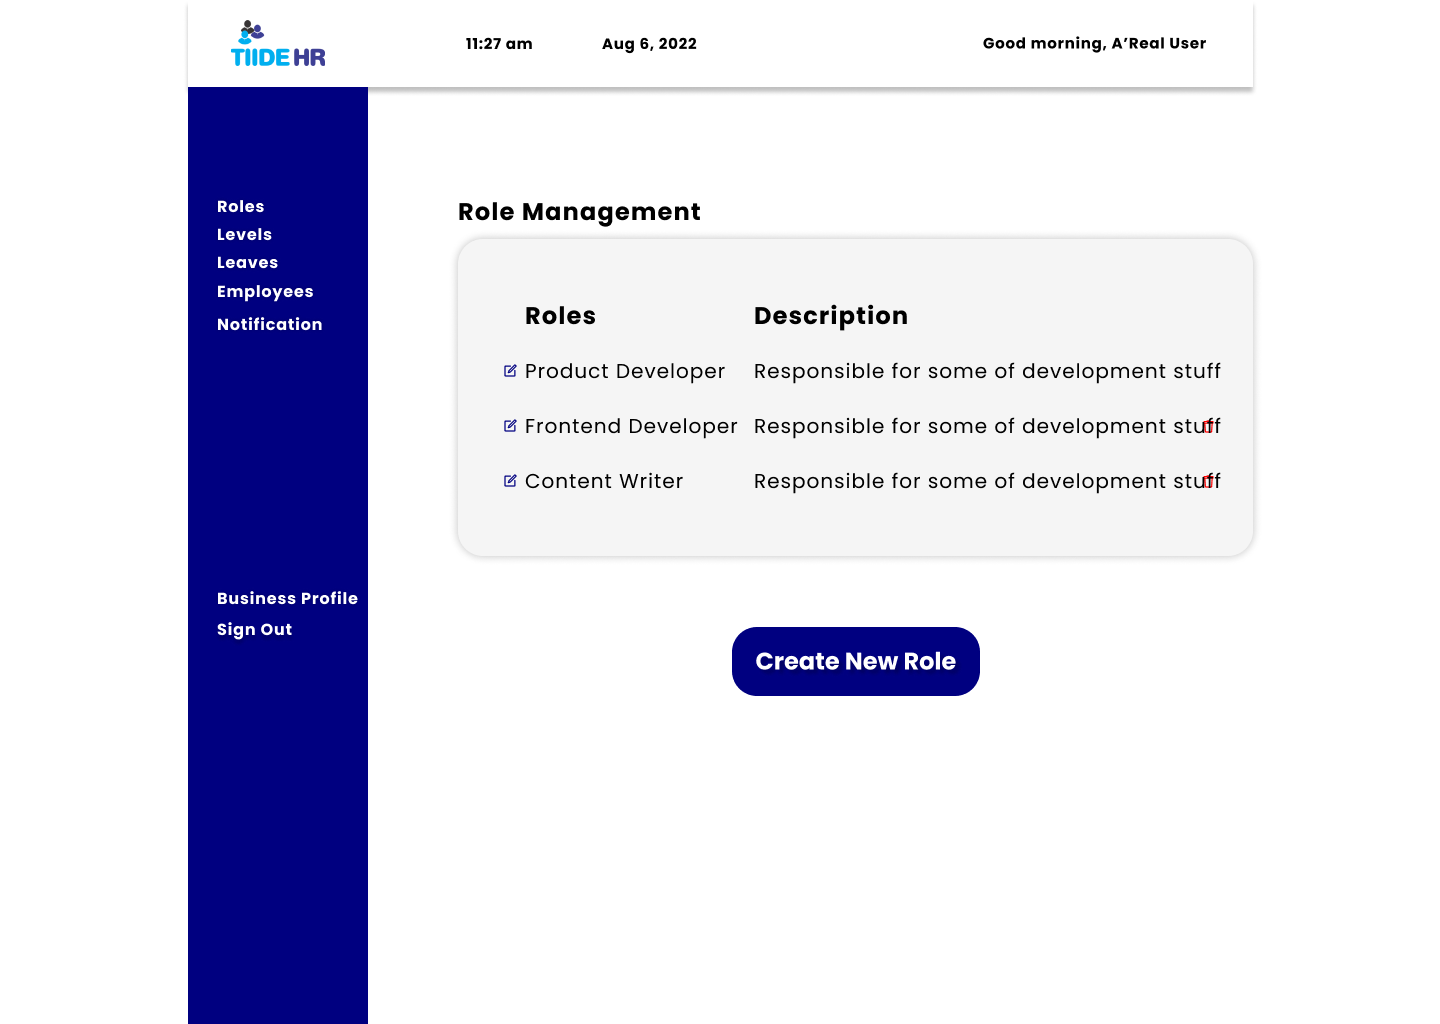 TIIDE HR
11:27 am
Aug 6, 2022
Good morning, A’Real User
Roles
Levels
Leaves
Employees
Notification
Business Profile
Sign Out
Role Management
Roles Description
Product Developer Responsible for some of development stuff
Frontend Developer Responsible for some of development stuff
Content Writer Responsible for some of development stuff
Create New Role